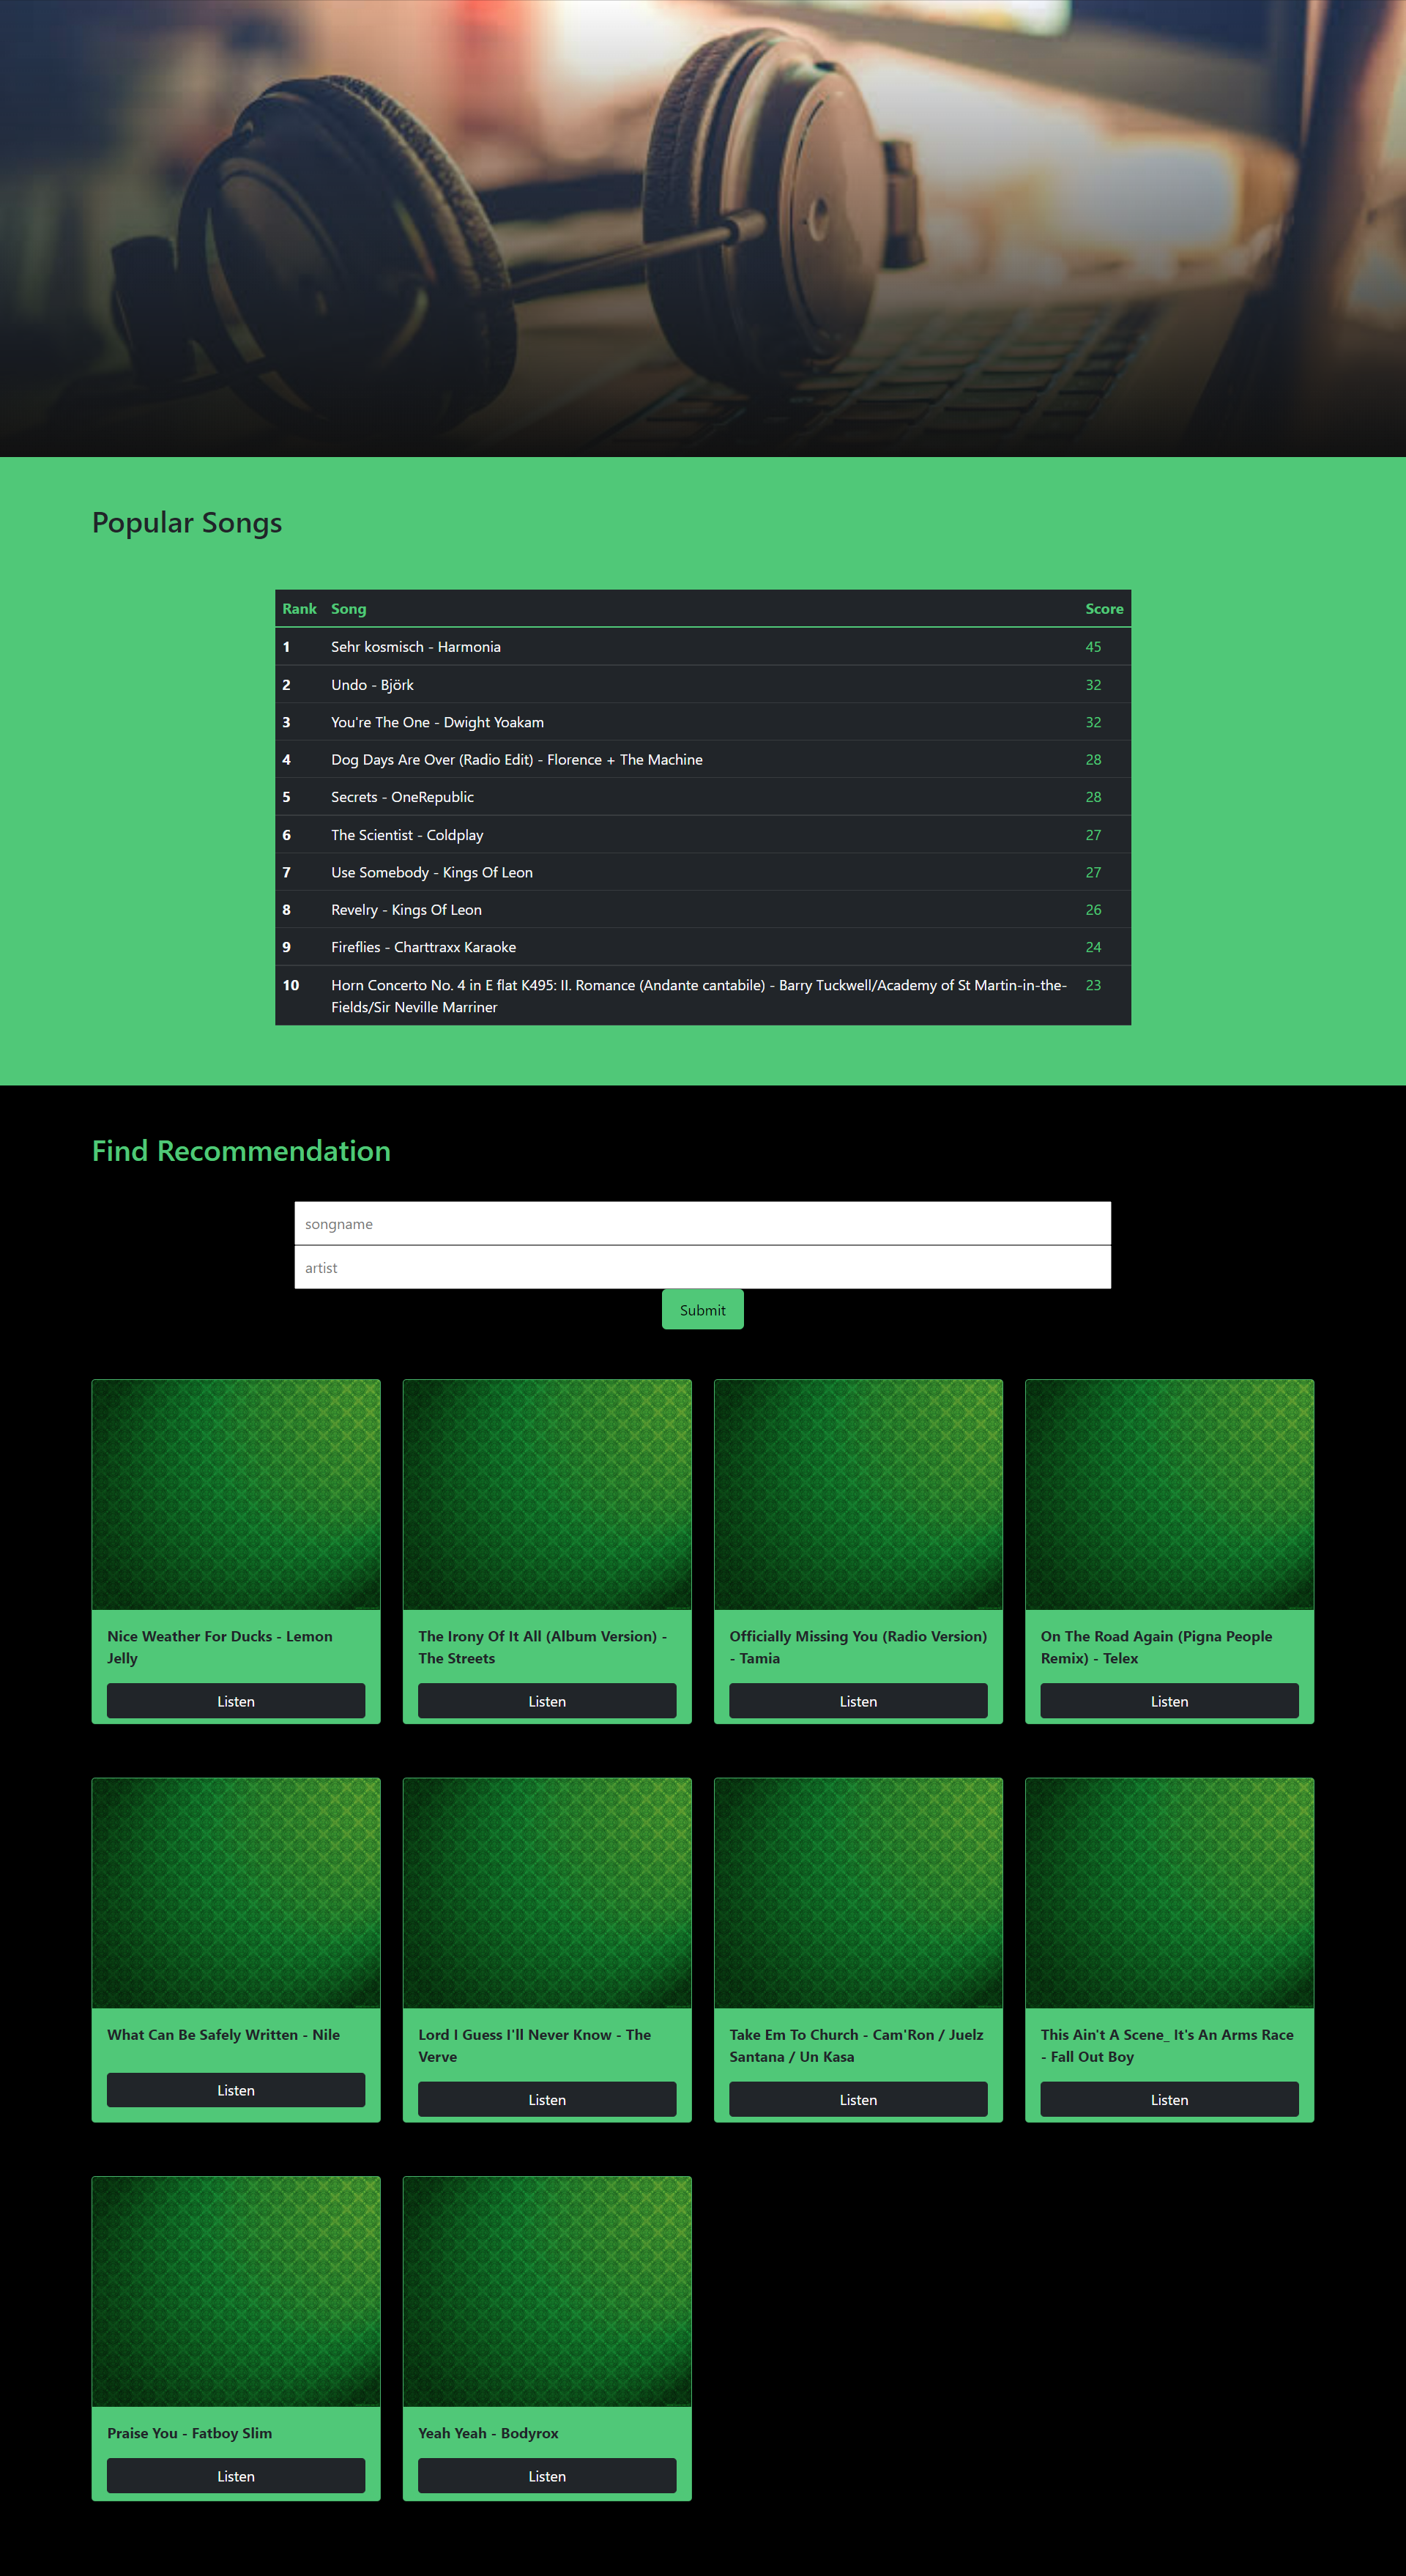 Popular Songs
Rank Song Score
1 Sehr kosmisch - Harmonia 45
2 Undo - Björk 32
3 You're The One - Dwight Yoakam 32
4 Dog Days Are Over (Radio Edit) - Florence + The Machine 28
5 Secrets - OneRepublic 28
6 The Scientist - Coldplay 27
7 Use Somebody - Kings Of Leon 27
8 Revelry - Kings Of Leon 26
9 Fireflies - Charttraxx Karaoke 24
10 Horn Concerto No. 4 in E flat K495: II. Romance (Andante cantabile) - Barry Tuckwell/Academy of St Martin-in-the- 23
Fields/Sir Neville Marriner
Find Recommendation
songname
artist
Submit
Nice Weather For Ducks - Lemon
Jelly
Listen
The Irony Of It All (Album Version) -
The Streets
Listen
Officially Missing You (Radio Version)
- Tamia
Listen
On The Road Again (Pigna People
Remix) - Telex
Listen
What Can Be Safely Written - Nile
Listen
Lord I Guess I'll Never Know - The
Verve
Listen
Take Em To Church - Cam'Ron / Juelz
Santana / Un Kasa
Listen
This Ain't A Scene_ It's An Arms Race
- Fall Out Boy
Listen
Praise You - Fatboy Slim
Listen
Yeah Yeah - Bodyrox
Listen